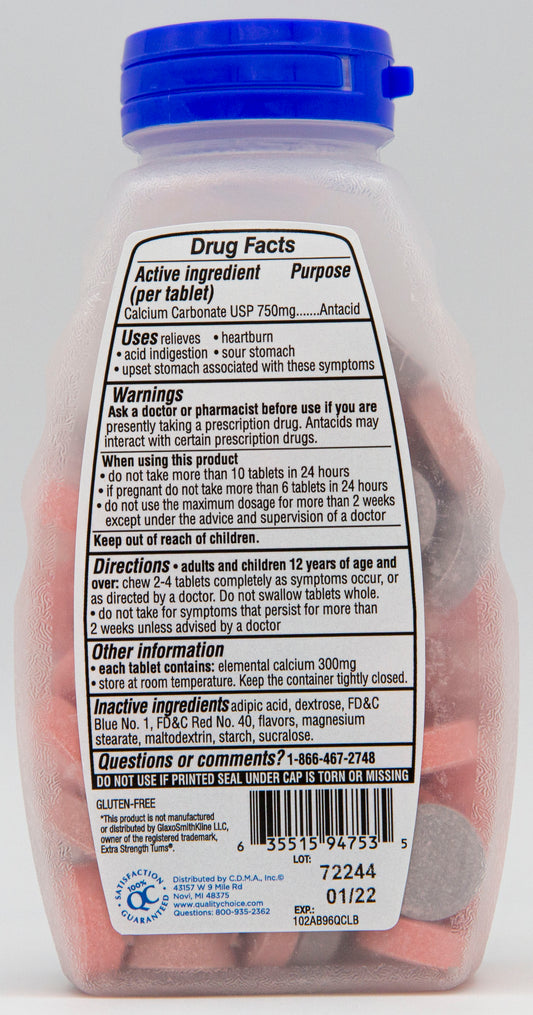 Drug Facts
Active ingredient Purpose
(per tablet)
Calcium Carbonate USP 750mg.......Antacid
Uses relieves • heartburn
• acid indigestion • sour stomach
• upset stomach associated with these symptoms
Warnings
Ask a doctor or pharmacist before use if you are
presently taking a prescription drug. Antacids may
interact with certain prescription drugs.
When using this product
• do not take more than 10 tablets in 24 hours
• if pregnant do not take more than 6 tablets in 24 hours
• do not use the maximum dosage for more than 2 weeks
except under the advice and supervision of a doctor
Keep out of reach of children.
Directions • adults and children 12 years of age and
over: chew 2-4 tablets completely as symptoms occur, or
as directed by a doctor. Do not swallow tablets whole.
• do not take for symptoms that persist for more than
2 weeks unless advised by a doctor
Other information
• each tablet contains: elemental calcium 300mg
• store at room temperature. Keep the container tightly closed.
Inactive ingredients adipic acid, dextrose, FD&C
Blue No. 1, FD&C Red No. 40, flavors, magnesium
stearate, maltodextrin, starch, sucralose.
Questions or comments? 1-866-467-2748
DO NOT USE IF PRINTED SEAL UNDER CAP IS TORN OR MISSING
GLUTEN-FREE
*This product is not manufactured
or distributed by GlaxoSmithKline LLC,
owner of the registered trademark,
Extra Strength Tums®.
6 35515 94753 5
SATISFACTION
100%
QC
GUARANTEED
Distributed by C.D.M.A., Inc.©
43157 W 9 Mile Rd
Novi, MI 48375
www.qualitychoice.com
Questions: 800-935-2362
LOT: 72244
01/22
EXP.:
102AB96QCLB